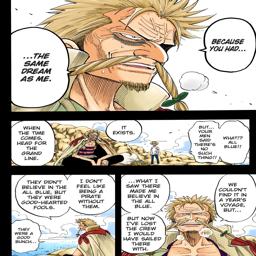 BECAUSE
YOU HAD...
...THE
SAME
DREAM
AS ME.
WHAT??
ALL
BLUE!!
BUT...
YOUR
MEN
SAID
THERE'S
NO
SUCH
THING!!
IT
EXISTS.
WHEN
THE TIME
COMES,
HEAD FOR
THE
GRAND
LINE.
WE
COULDN'T
FIND IT
IN A
YEAR'S
VOYAGE,
BUT...
...WHAT I
SAW THERE
MADE ME
BELIEVE
IN THE
ALL
BLUE.
BUT NOW
I'VE LOST
THE CREW
I WOULD
HAVE SAILED
THERE
WITH.
I DON'T
FEEL LIKE
BEING
A PIRATE
WITHOUT
THEM.
THEY DIDN'T
BELIEVE IN THE
ALL BLUE, BUT
THEY WERE
GOOD-HEARTED
FOOLS.
THEY
WERE A
GOOD
BUNCH...